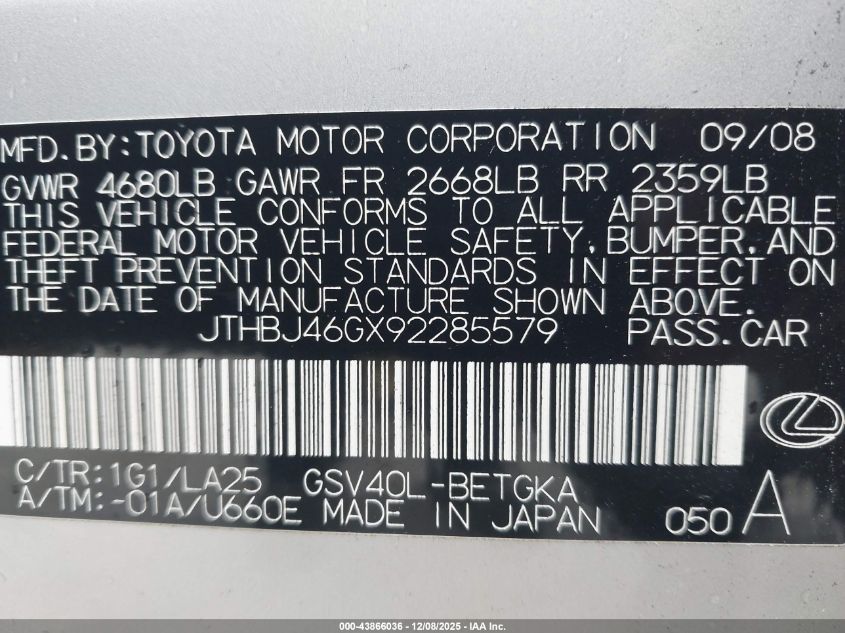 MFD.BY:TOYOTA MOTOR CORPORATION 09/08
GVWR 4680LB GAWR FR 2668LB RR 2359LB
THIS VEHICLE CONFORMS TO ALL APPLICABLE
FEDERAL MOTOR VEHICLE SAFETY,BUMPER,AND
THEFT PREVENTION STANDARDS IN EFFECT ON
THE DATE OF MANUFACTURE SHOWN ABOVE.
JTHBJ46GX92285579 PASS.CAR
C/TR:1G1/LA25 GSV40L-BETGKA
A/TM:-01A/U660E MADE IN JAPAN 050 A
000-43866036 - 12/08/2025 - IAA Inc.